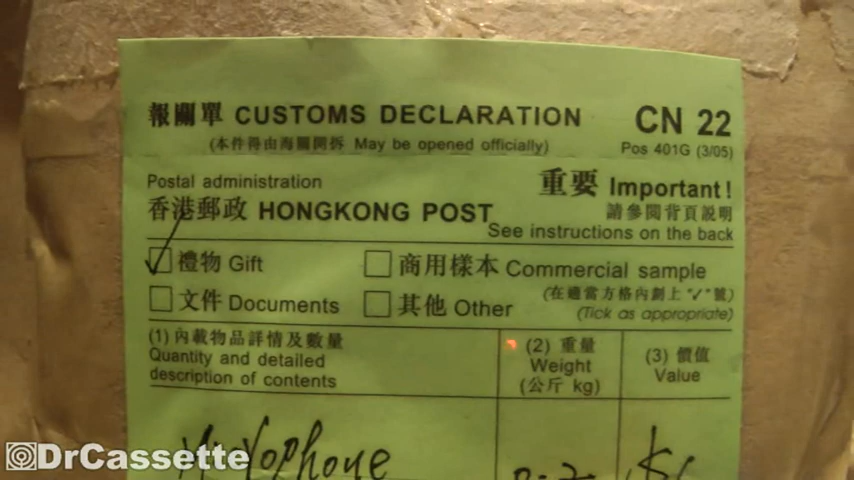 報關單 CUSTOMS DECLARATION
CN 22
(本件得由海關開拆 May be opened officially)
Pos 401G (3/05)
Postal administration
重要 Important!
香港郵政 HONGKONG POST
請參閱背頁說明
See instructions on the back
禮物 Gift
商用樣本 Commercial sample
文件 Documents
其他 Other
(在適當方格內劃上 "✓" 號)
(Tick as appropriate)
(1) 內載物品詳情及數量
Quantity and detailed
description of contents
(2) 重量
Weight
(公斤 kg)
(3) 價值
Value
DrCassette